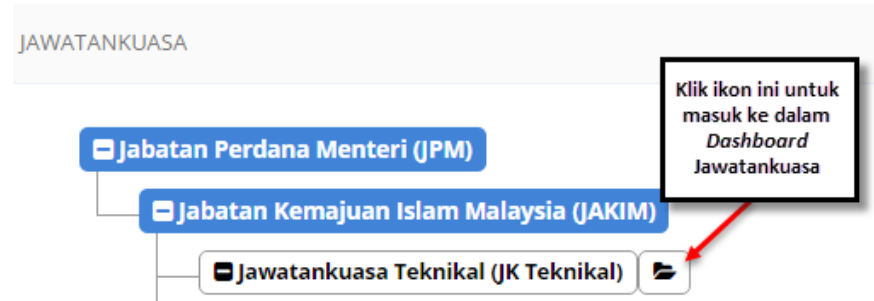 JAWATANKUASA
Klik ikon ini untuk
masuk ke dalam
Dashboard
Jawatankuasa
Jabatan Perdana Menteri (JPM)
Jabatan Kemajuan Islam Malaysia (JAKIM)
Jawatankuasa Teknikal (JK Teknikal)